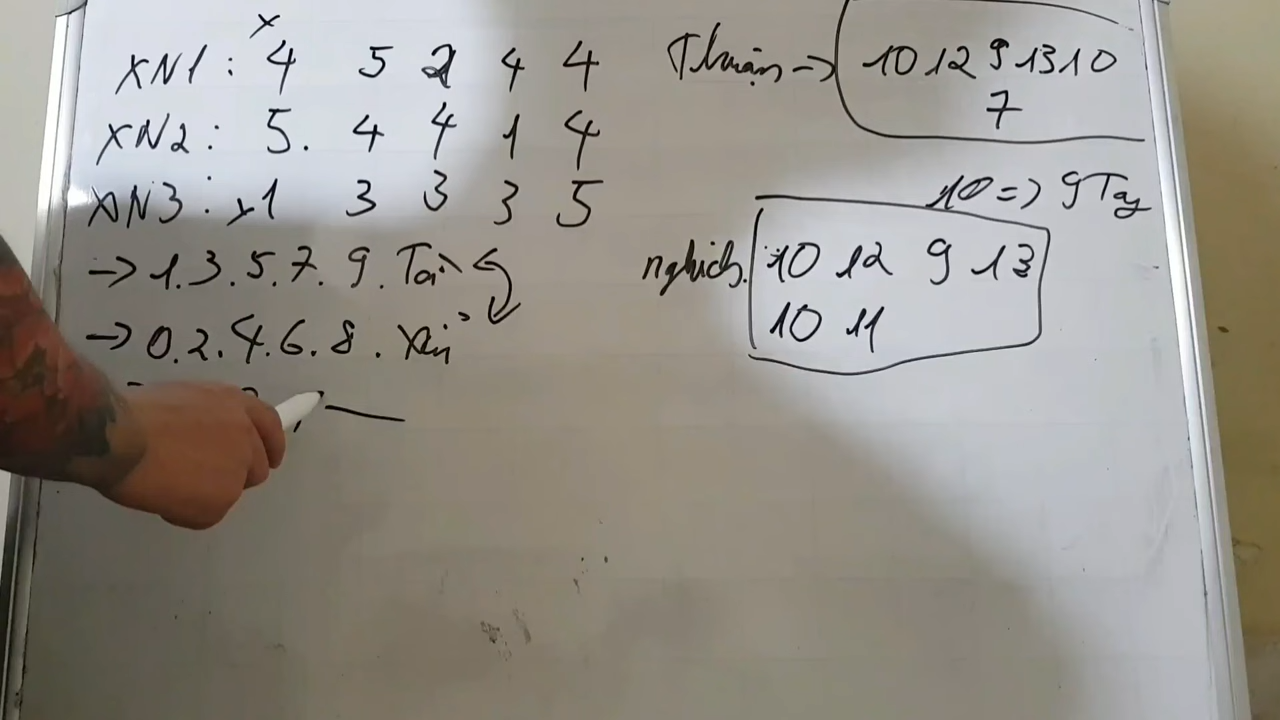 x
XN1 : 4 5 2 4 4
XN2 : 5. 4 4 1 4
XN3 : x1 3 3 3 5
→ 1.3.5.7.9. Tài
→ 0.2.4.6.8. Xỉu
Thuận → 10 12 9 13 10
7
10 => 9 Tay
nghịch. 10 12 9 13
10 11